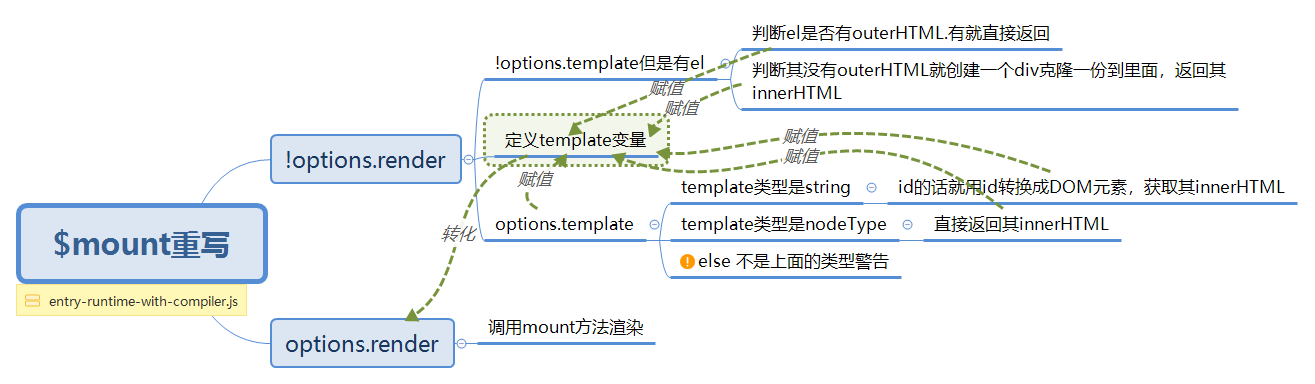 $mount重写
entry-runtime-with-compiler.js
!options.render
!options.template但是有el
判断el是否有outerHTML.有就直接返回
判断其没有outerHTML就创建一个div克隆一份到里面，返回其
innerHTML
赋值
赋值
定义template变量
赋值
赋值
赋值
转化
options.template
template类型是string
id的话就用id转换成DOM元素，获取其innerHTML
template类型是nodeType
直接返回其innerHTML
else 不是上面的类型警告
options.render
调用mount方法渲染